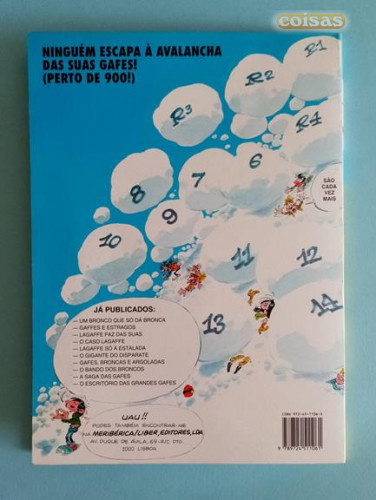 coisas
NINGUÉM ESCAPA À AVALANCHA
DAS SUAS GAFES!
(PERTO DE 900!)
R1
R2
R3
R4
6
7
8
9
10
SÃO
CADA
VEZ
MAIS
11
12
13
14
JÁ PUBLICADOS:
— UM BRONCO QUE SÓ DÁ BRONCA
— GAFFES E ESTRAGOS
— LAGAFFE FAZ DAS SUAS
— O CASO LAGAFFE
— LAGAFFE SÓ À ESTALADA
— O GIGANTE DO DISPARATE
— GAFES, BRONCAS E ARGOLADAS
— O BANDO DOS BRONCOS
— A SAGA DAS GAFES
— O ESCRITÓRIO DAS GRANDES GAFES
UAU!!
PODES TAMBÉM ENCONTRAR-ME
NA MERIBÉRICA/LIBER, EDITORES, LDA
AV. DUQUE DE ÁVILA, 69-R/C DTO.
1000 LISBOA